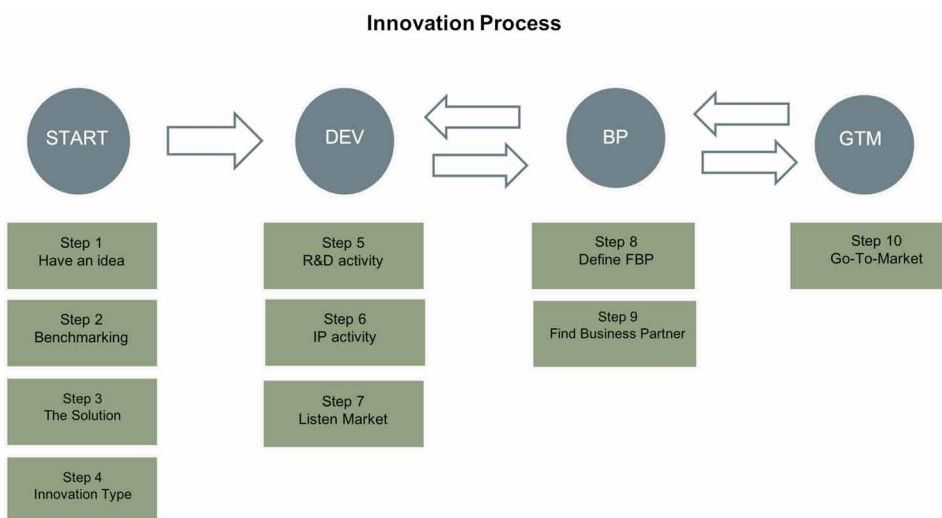 Innovation Process
START
DEV
BP
GTM
Step 1
Have an idea
Step 2
Benchmarking
Step 3
The Solution
Step 4
Innovation Type
Step 5
R&D activity
Step 6
IP activity
Step 7
Listen Market
Step 8
Define FBP
Step 9
Find Business Partner
Step 10
Go-To-Market